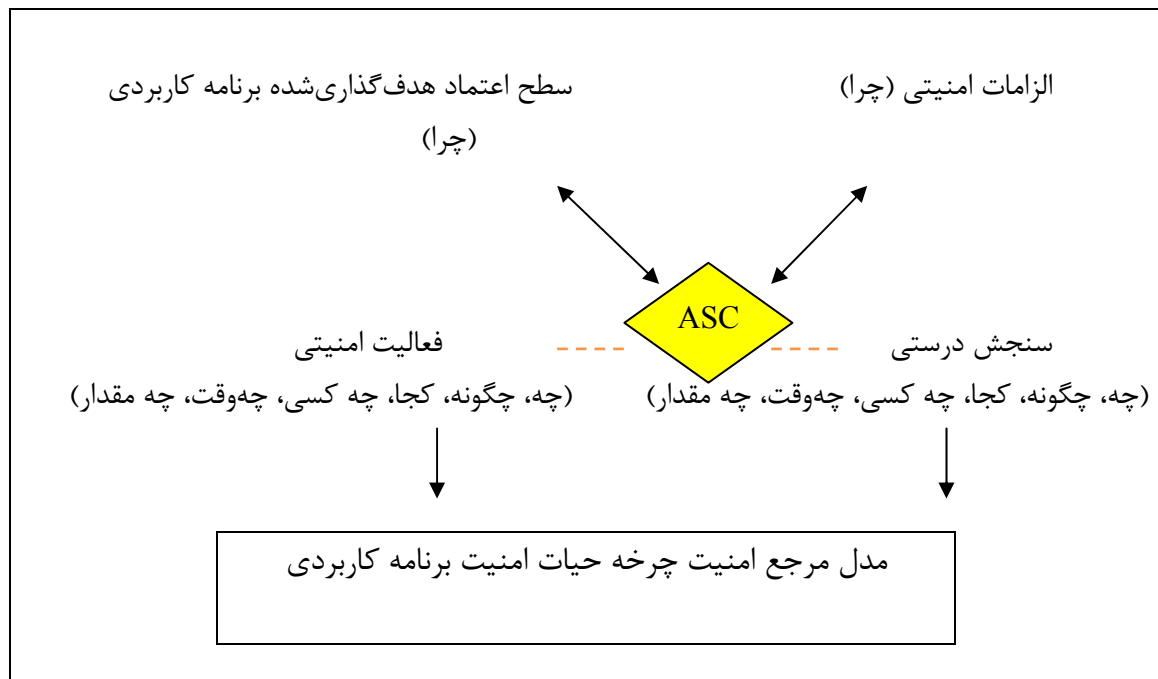 الزامات امنیتی (چرا)
سطح اعتماد هدف‌گذاری‌شده برنامه کاربردی
(چرا)
ASC
سنجش درستی
(چه، چگونه، کجا، چه کسی، چه‌وقت، چه مقدار)
فعالیت امنیتی
(چه، چگونه، کجا، چه کسی، چه‌وقت، چه مقدار)
مدل مرجع امنیت چرخه حیات امنیت برنامه کاربردی